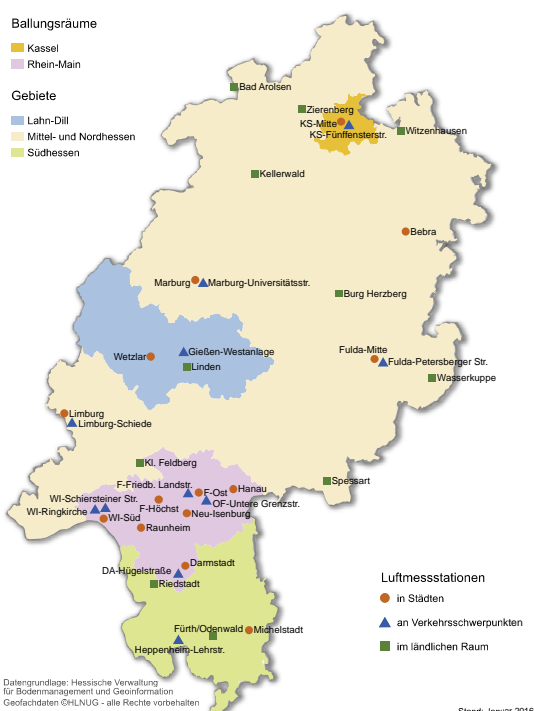 Ballungsräume
Kassel
Rhein-Main
Gebiete
Lahn-Dill
Mittel- und Nordhessen
Südhessen
Bad Arolsen
Zierenberg
KS-Mitte
KS-Fünffensterstr.
Witzenhausen
Kellerwald
Bebra
Marburg
Marburg-Universitätsstr.
Burg Herzberg
Gießen-Westanlage
Wetzlar
Linden
Fulda-Mitte
Fulda-Petersberger Str.
Wasserkuppe
Limburg
Limburg-Schiede
Kl. Feldberg
Spessart
F-Friedb. Landstr.
F-Ost
Hanau
WI-Schiersteiner Str.
OF-Untere Grenzstr.
F-Höchst
WI-Ringkirche
WI-Süd
Neu-Isenburg
Raunheim
Darmstadt
DA-Hügelstraße
Riedstadt
Fürth/Odenwald
Michelstadt
Heppenheim-Lehrstr.
Luftmessstationen
in Städten
an Verkehrsschwerpunkten
im ländlichen Raum
Datengrundlage: Hessische Verwaltung
für Bodenmanagement und Geoinformation
Geofachdaten ©HLNUG - alle Rechte vorbehalten
Stand: Januar 2016